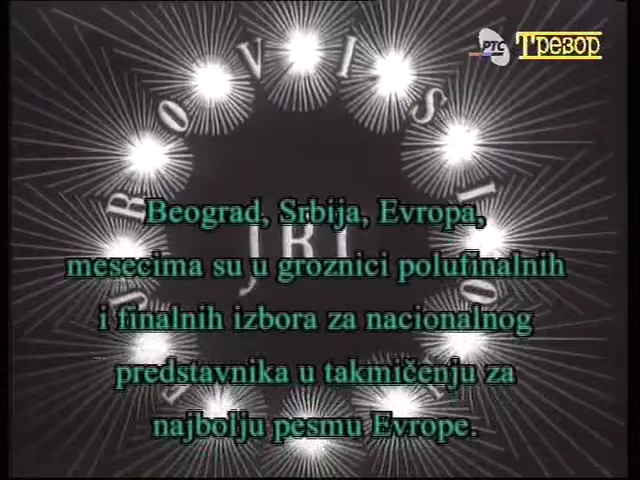 РТС Трезор
EUROVISION
JRT
Beograd, Srbija, Evropa,
mesecima su u groznici polufinalnih
i finalnih izbora za nacionalnog
predstavnika u takmičenju za
najbolju pesmu Evrope.